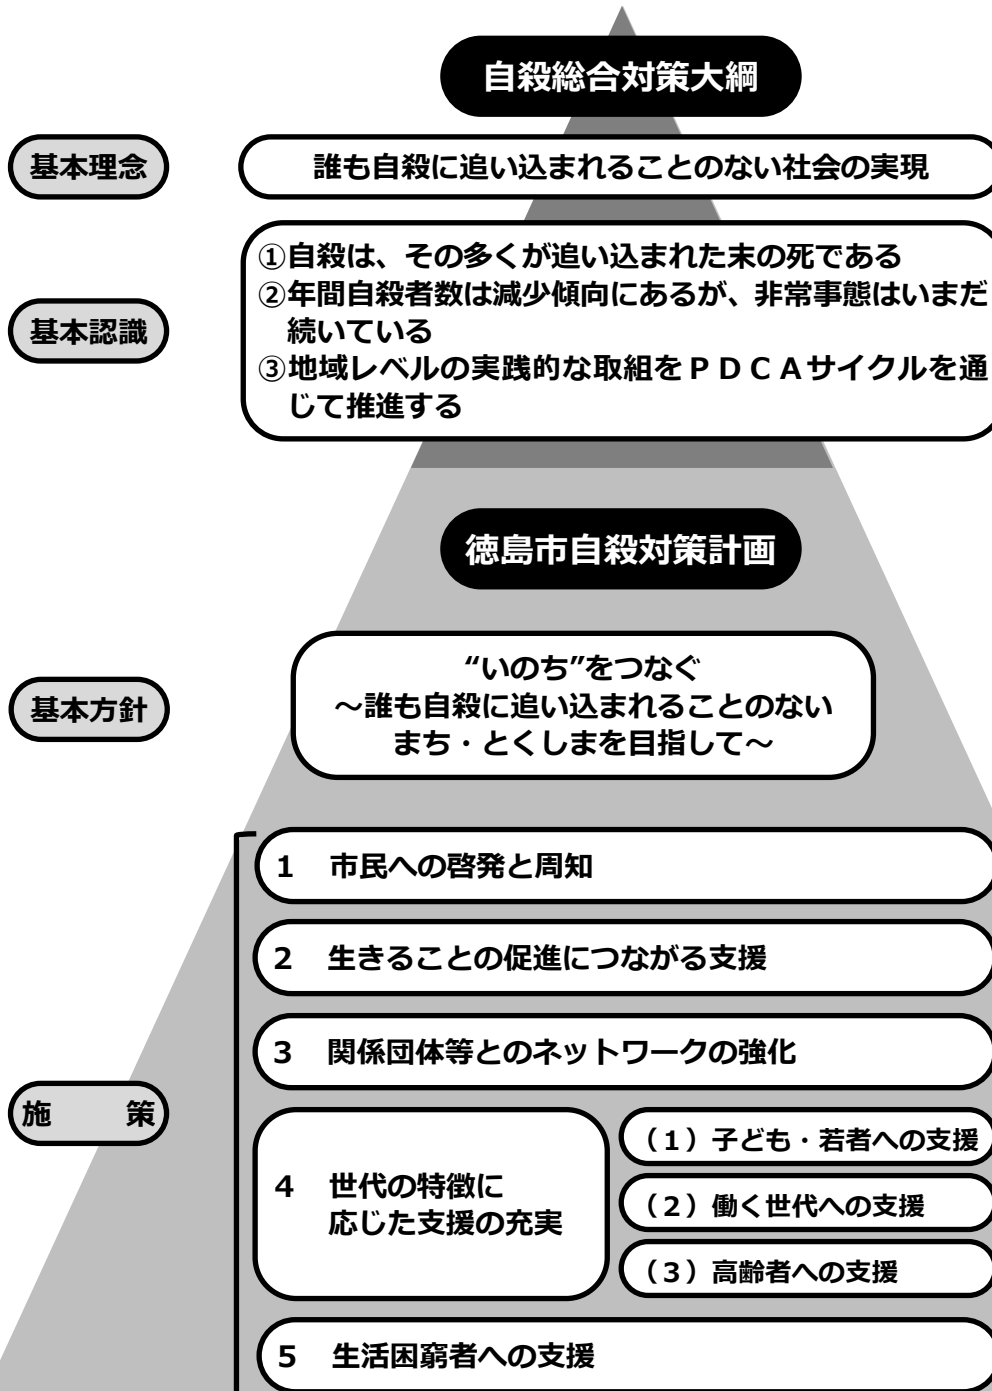 自殺総合対策大綱
基本理念
誰も自殺に追い込まれることのない社会の実現
基本認識
①自殺は、その多くが追い込まれた末の死である
②年間自殺者数は減少傾向にあるが、非常事態はいまだ
続いている
③地域レベルの実践的な取組をＰＤＣＡサイクルを通
じて推進する
徳島市自殺対策計画
基本方針
“いのち”をつなぐ
～誰も自殺に追い込まれることのない
まち・とくしまを目指して～
施　　策
1　市民への啓発と周知
2　生きることの促進につながる支援
3　関係団体等とのネットワークの強化
4　世代の特徴に
応じた支援の充実
（1）子ども・若者への支援
（2）働く世代への支援
（3）高齢者への支援
5　生活困窮者への支援